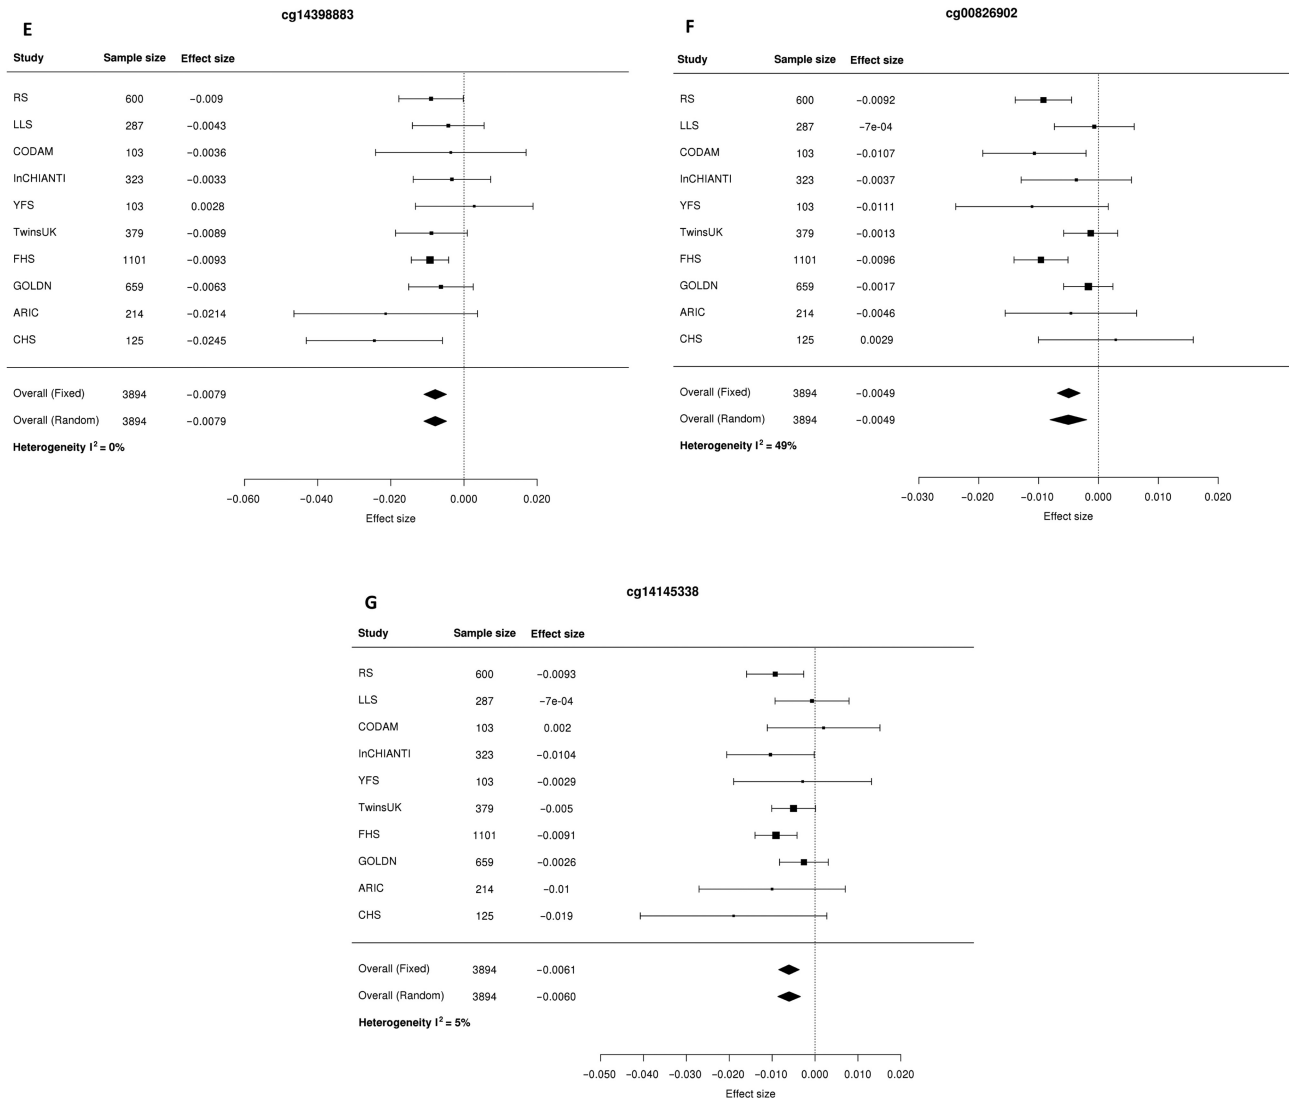 E
cg14398883
Study Sample size Effect size
RS 600 −0.009
LLS 287 −0.0043
CODAM 103 −0.0036
InCHIANTI 323 −0.0033
YFS 103 0.0028
TwinsUK 379 −0.0089
FHS 1101 −0.0093
GOLDN 659 −0.0063
ARIC 214 −0.0214
CHS 125 −0.0245
Overall (Fixed) 3894 −0.0079
Overall (Random) 3894 −0.0079
Heterogeneity I² = 0%
−0.060 −0.040 −0.020 0.000 0.020
Effect size
F
cg00826902
Study Sample size Effect size
RS 600 −0.0092
LLS 287 −7e−04
CODAM 103 −0.0107
InCHIANTI 323 −0.0037
YFS 103 −0.0111
TwinsUK 379 −0.0013
FHS 1101 −0.0096
GOLDN 659 −0.0017
ARIC 214 −0.0046
CHS 125 0.0029
Overall (Fixed) 3894 −0.0049
Overall (Random) 3894 −0.0049
Heterogeneity I² = 49%
−0.030 −0.020 −0.010 0.000 0.010 0.020
Effect size
G
cg14145338
Study Sample size Effect size
RS 600 −0.0093
LLS 287 −7e−04
CODAM 103 0.002
InCHIANTI 323 −0.0104
YFS 103 −0.0029
TwinsUK 379 −0.005
FHS 1101 −0.0091
GOLDN 659 −0.0026
ARIC 214 −0.01
CHS 125 −0.019
Overall (Fixed) 3894 −0.0061
Overall (Random) 3894 −0.0060
Heterogeneity I² = 5%
−0.050 −0.040 −0.030 −0.020 −0.010 0.000 0.010 0.020
Effect size